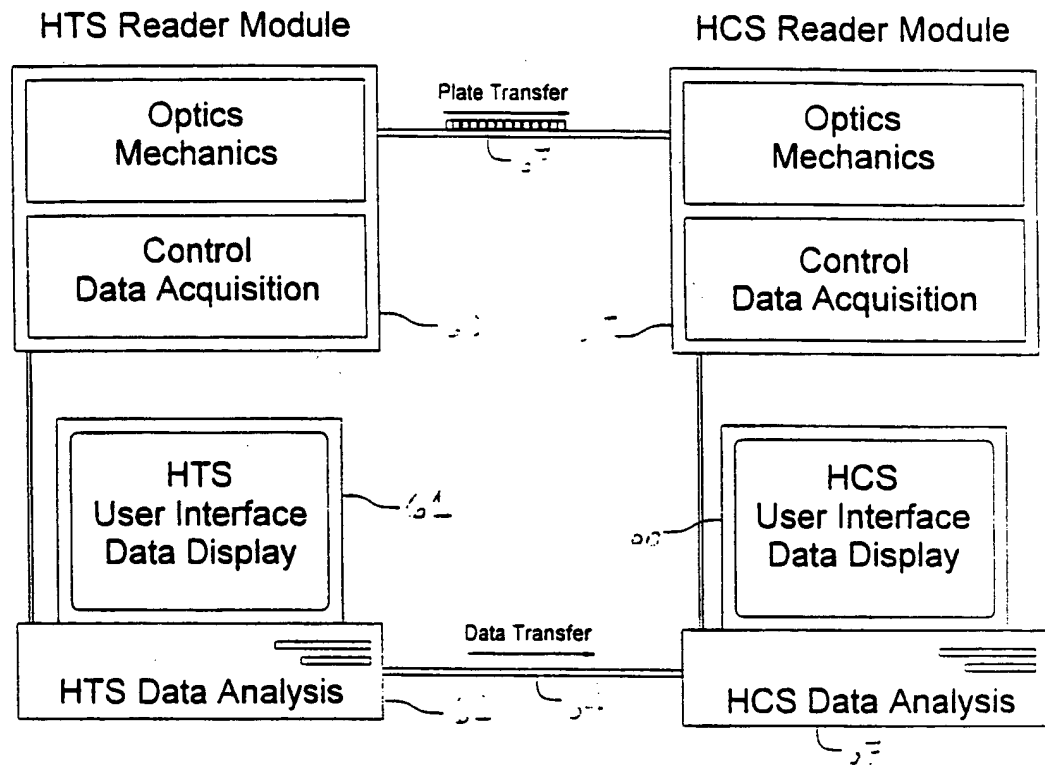 HTS Reader Module
HCS Reader Module
Optics
Mechanics
Control
Data Acquisition
Plate Transfer
Optics
Mechanics
Control
Data Acquisition
HTS
User Interface
Data Display
HCS
User Interface
Data Display
HTS Data Analysis
Data Transfer
HCS Data Analysis